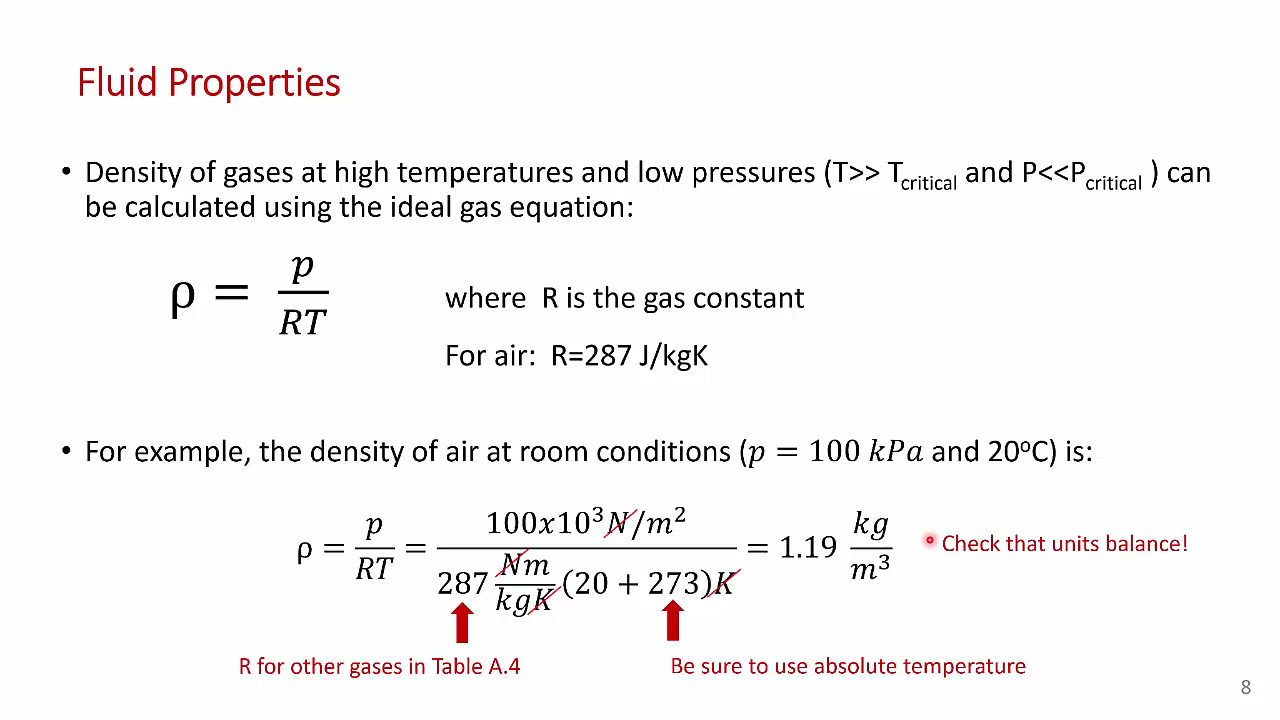 Fluid Properties
• Density of gases at high temperatures and low pressures (T>> T_critical and P<<P_critical ) can
be calculated using the ideal gas equation:
ρ = p/RT
where R is the gas constant
For air: R=287 J/kgK
• For example, the density of air at room conditions (p = 100 kPa and 20°C) is:
ρ = p/RT = 100x10³N/m² / 287 Nm/kgK (20 + 273)K = 1.19 kg/m³
Check that units balance!
R for other gases in Table A.4
Be sure to use absolute temperature
8